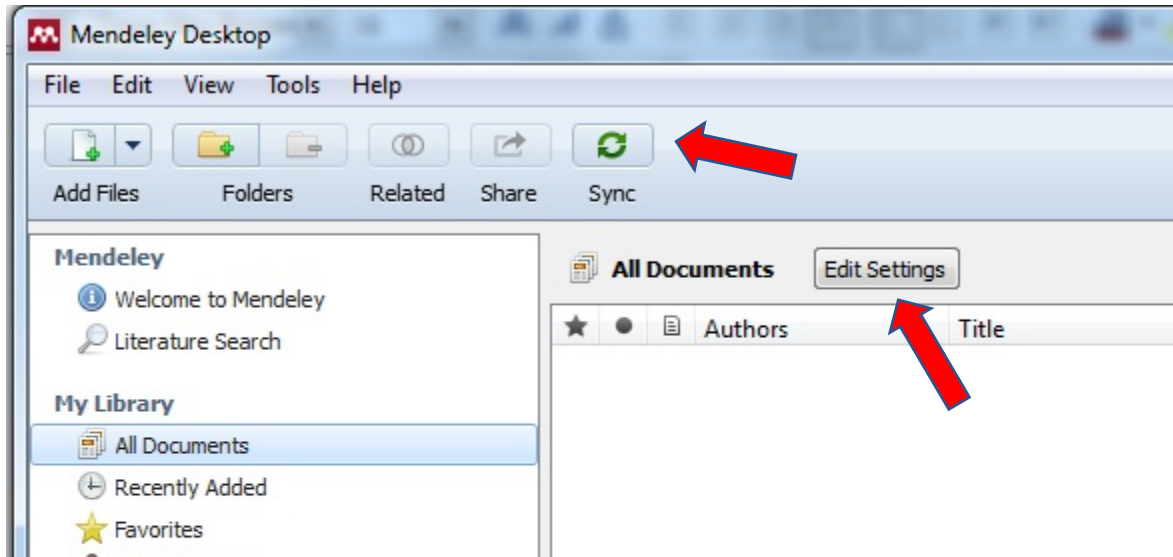 Mendeley Desktop
File Edit View Tools Help
Add Files Folders Related Share Sync
Mendeley
Welcome to Mendeley
Literature Search
My Library
All Documents
Recently Added
Favorites
All Documents Edit Settings
Authors Title